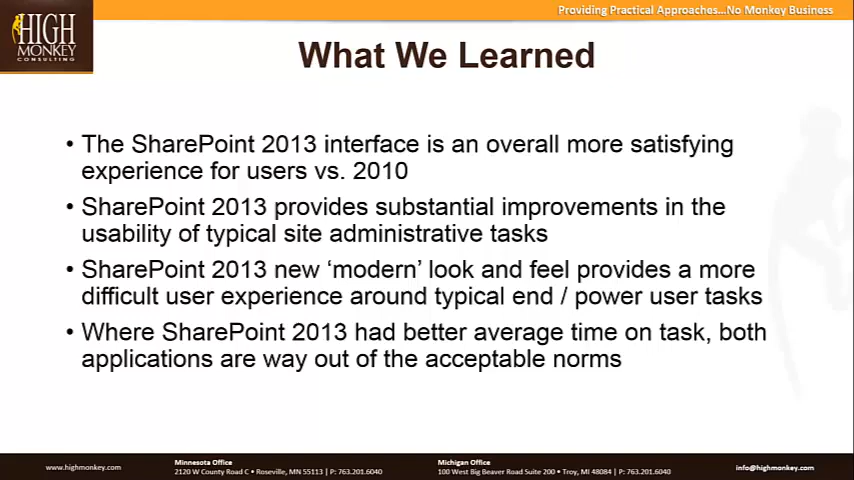 Providing Practical Approaches...No Monkey Business
HIGH
MONKEY
CONSULTING
What We Learned
• The SharePoint 2013 interface is an overall more satisfying
experience for users vs. 2010
• SharePoint 2013 provides substantial improvements in the
usability of typical site administrative tasks
• SharePoint 2013 new ‘modern’ look and feel provides a more
difficult user experience around typical end / power user tasks
• Where SharePoint 2013 had better average time on task, both
applications are way out of the acceptable norms
www.highmonkey.com
Minnesota Office
2120 W County Road C • Roseville, MN 55113 | P: 763.201.6040
Michigan Office
100 West Big Beaver Road Suite 200 • Troy, MI 48084 | P: 763.201.6040
info@highmonkey.com